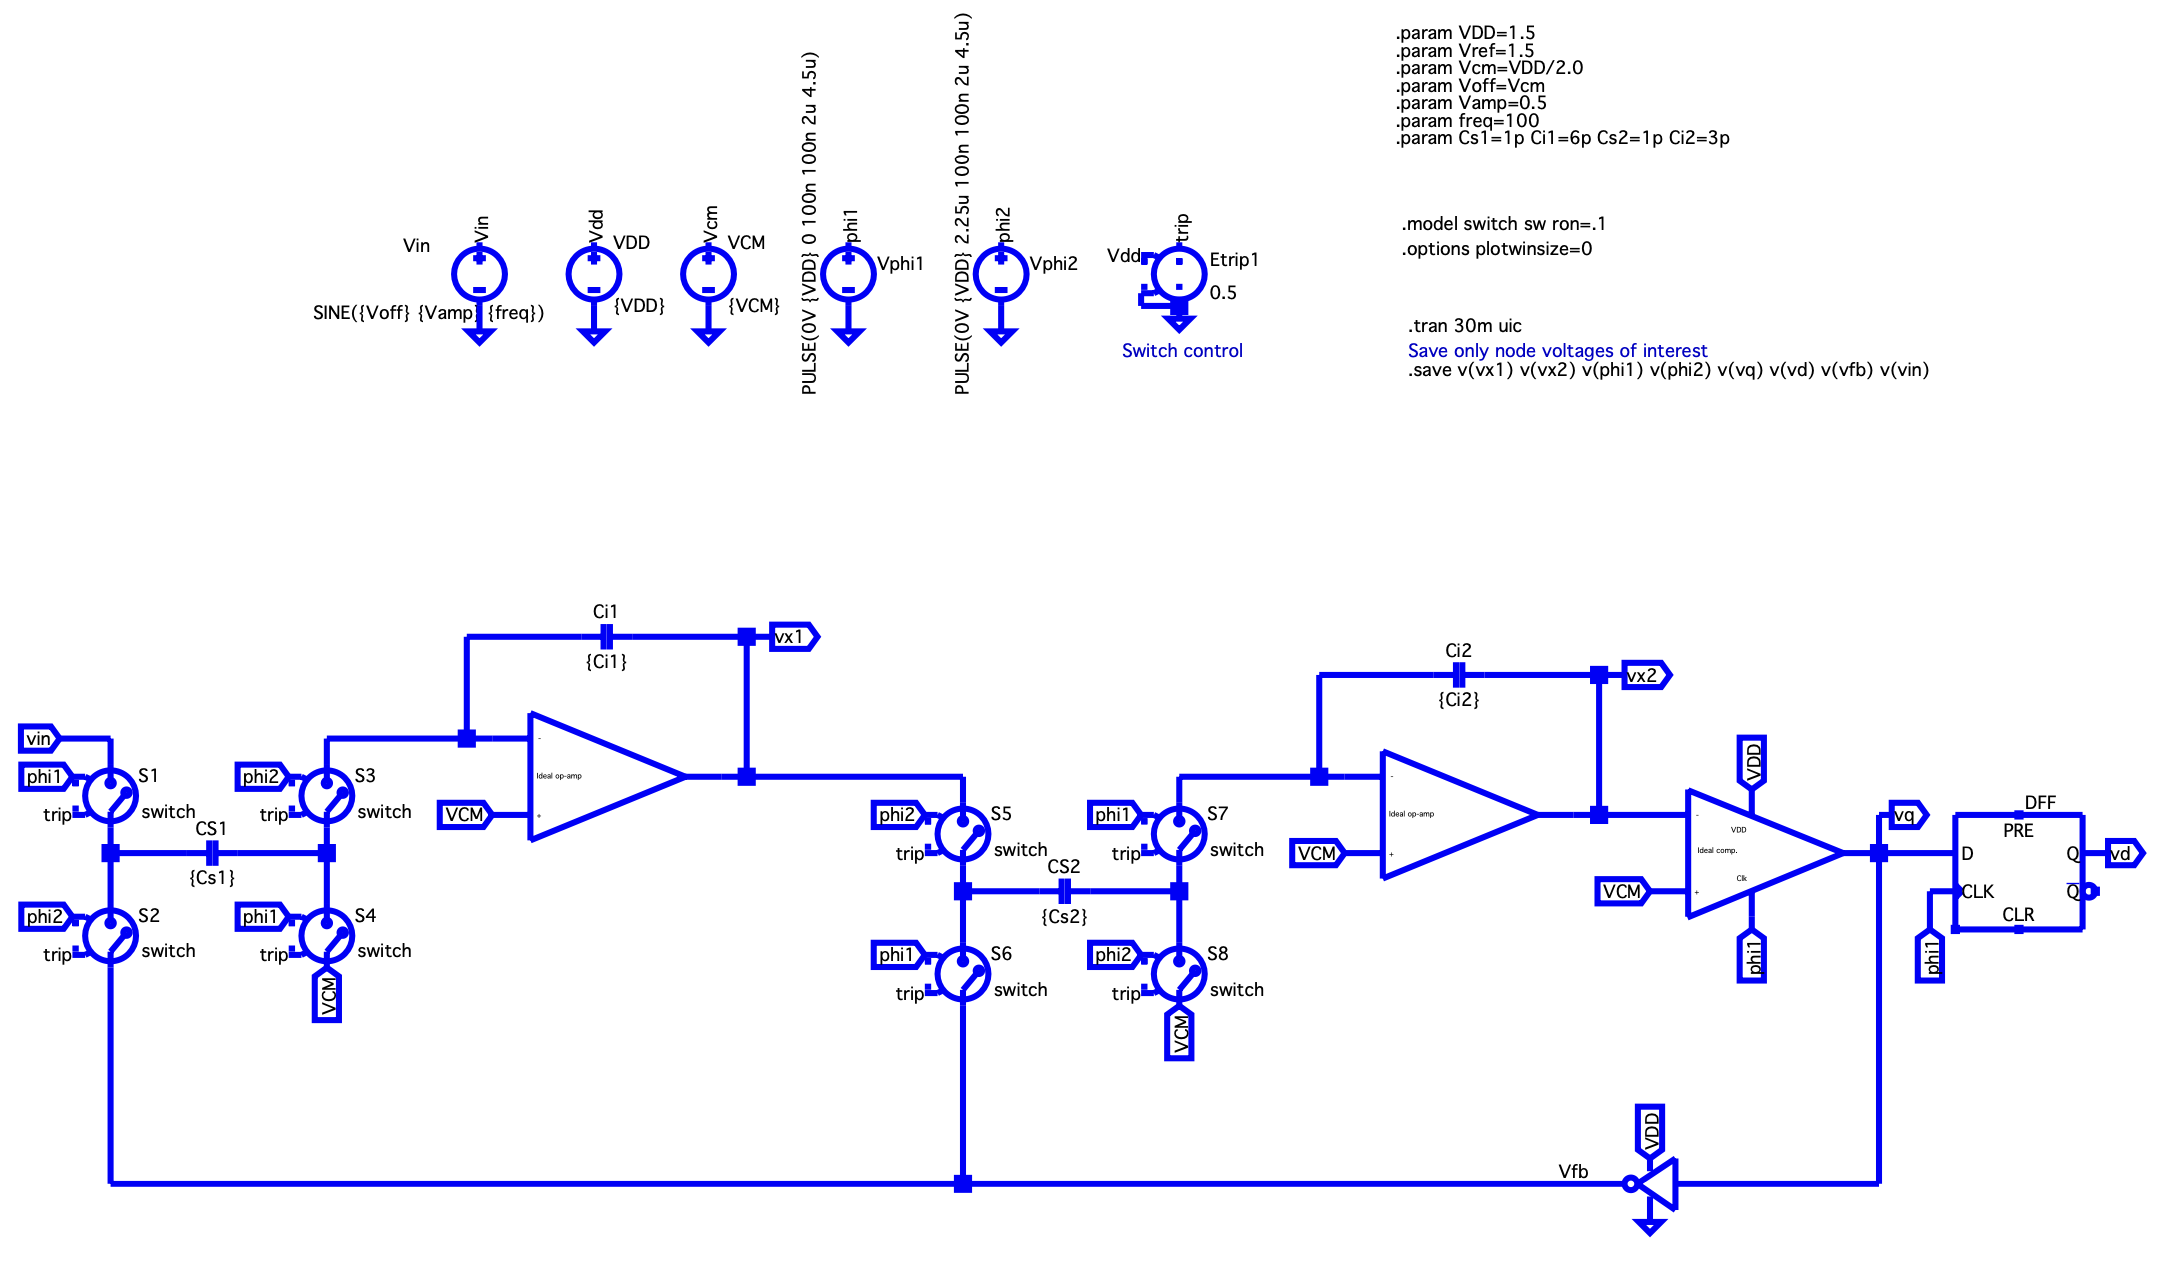 .param VDD=1.5
.param Vref=1.5
.param Vcm=VDD/2.0
.param Voff=Vcm
.param Vamp=0.5
.param freq=100
.param Cs1=1p Ci1=6p Cs2=1p Ci2=3p
.model switch sw ron=.1
.options plotwinsize=0
.tran 30m uic
Save only node voltages of interest
.save v(vx1) v(vx2) v(phi1) v(phi2) v(vq) v(vd) v(vfb) v(vin)
Vin
Vin
SINE({Voff} {Vamp} {freq})
Vdd
VDD
{VDD}
Vcm
VCM
{VCM}
PULSE(0V {VDD} 0 100n 100n 2u 4.5u)
phi1
Vphi1
PULSE(0V {VDD} 2.25u 100n 100n 2u 4.5u)
phi2
Vphi2
trip
Vdd
Etrip1
0.5
Switch control
Ci1
{Ci1}
vx1
vin
phi1
S1
trip
switch
phi2
S3
trip
switch
CS1
{Cs1}
phi2
S2
trip
switch
phi1
S4
trip
switch
VCM
-
Ideal op-amp
+
VCM
phi2
S5
trip
switch
phi1
S7
trip
switch
CS2
{Cs2}
phi1
S6
trip
switch
phi2
S8
trip
switch
VCM
Ci2
{Ci2}
vx2
-
Ideal op-amp
+
VCM
VDD
-
VDD
Ideal comp.
Clk
+
VCM
phi1
vq
DFF
PRE
D
Q
CLK
Q
CLR
vd
phi1
VDD
Vfb